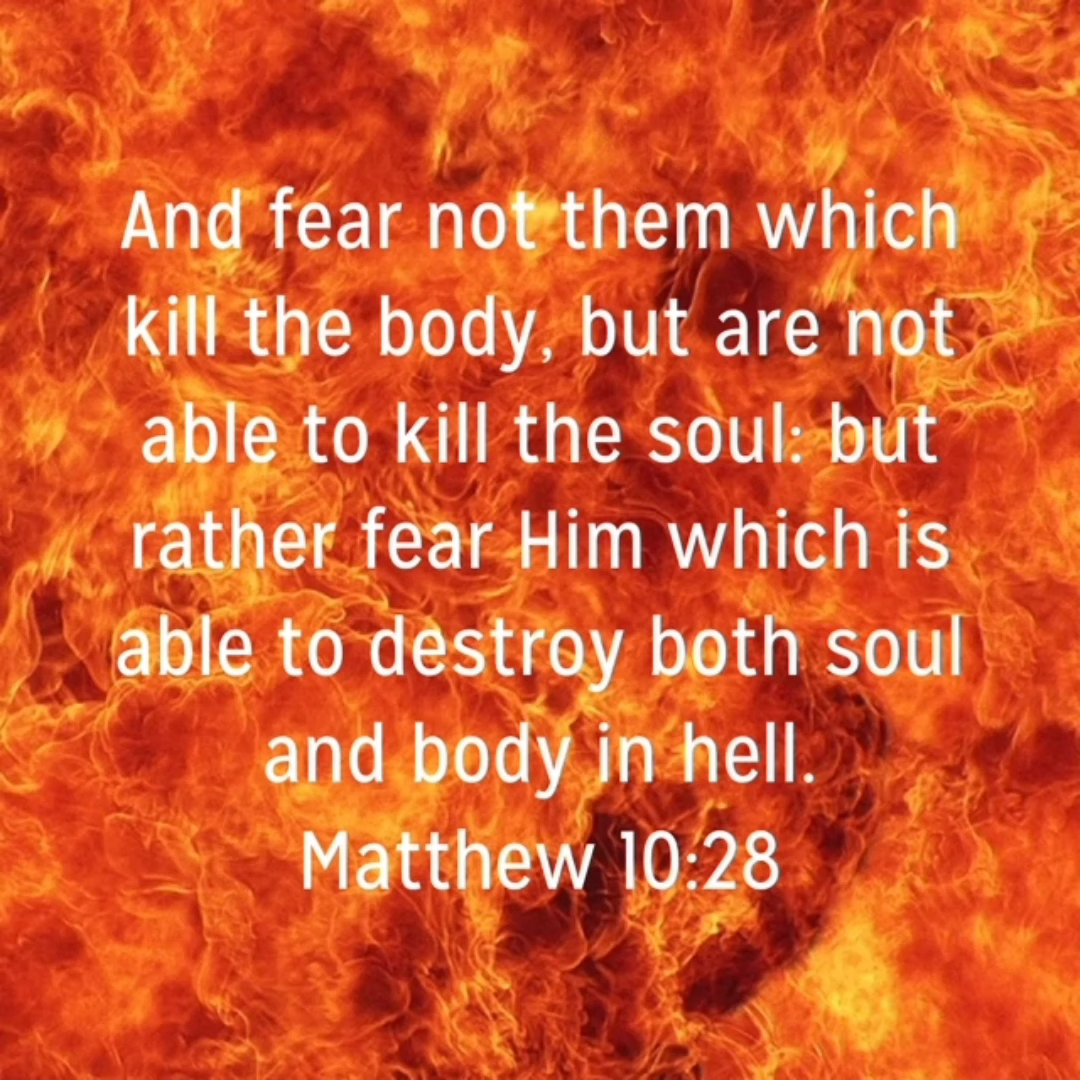 And fear not them which
kill the body, but are not
able to kill the soul: but
rather fear Him which is
able to destroy both soul
and body in hell.
Matthew 10:28